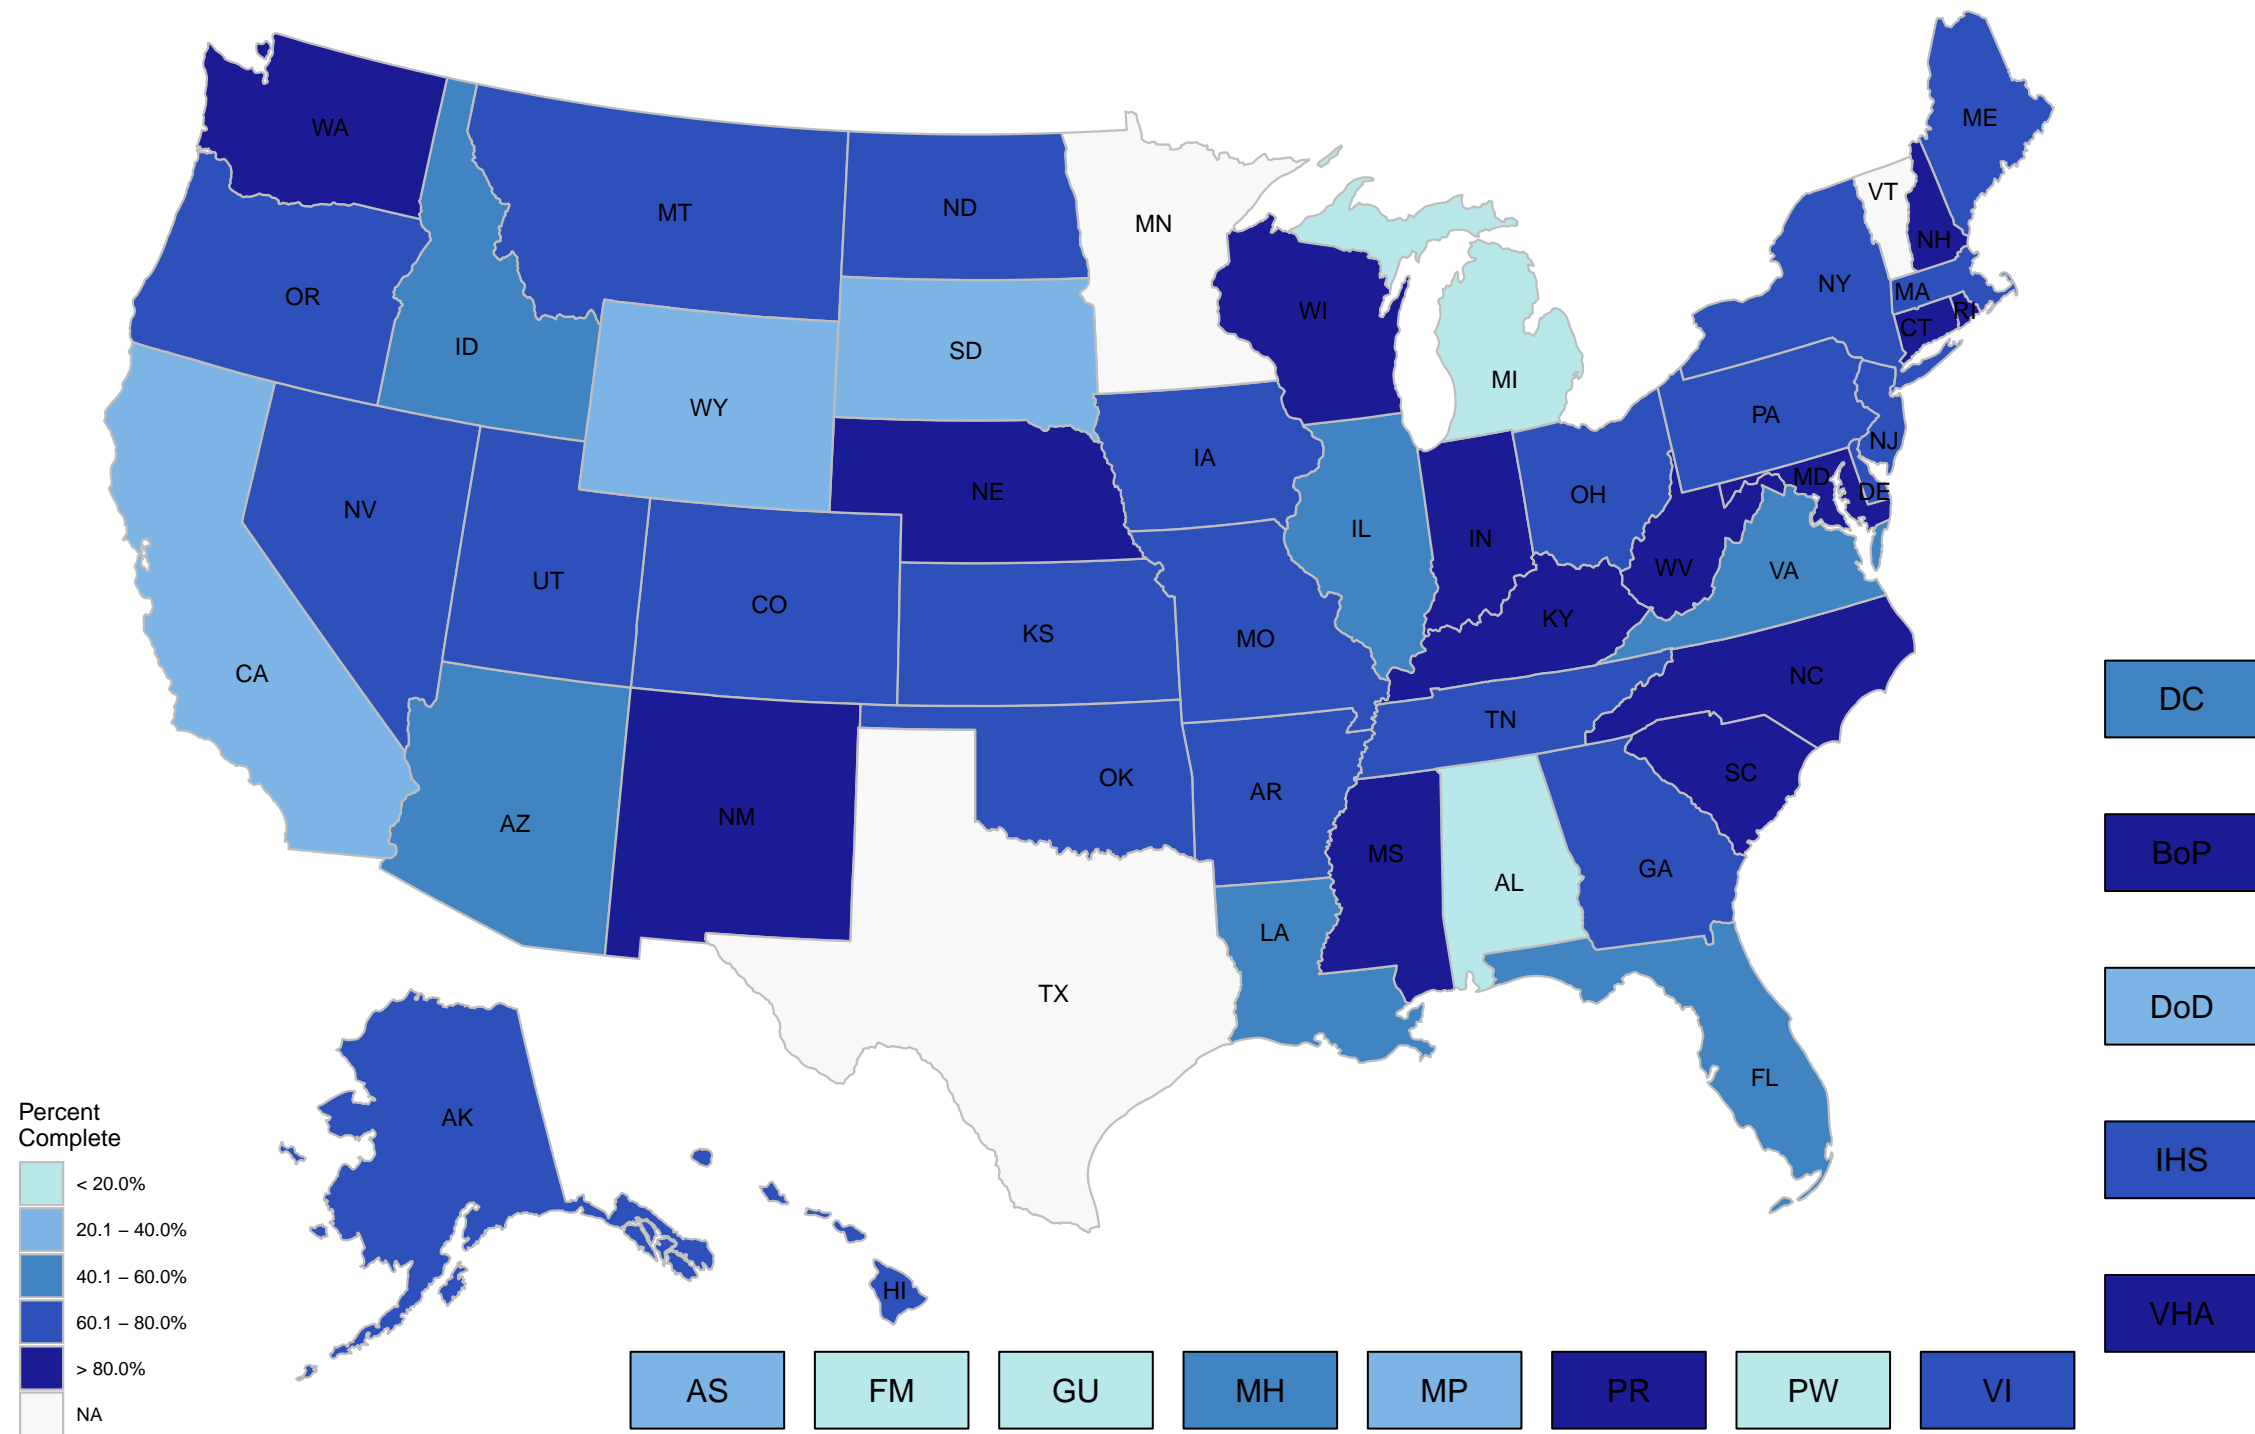 ME
WA
VT
ND
MT
MN
NH
NY
MA
OR
RI
WI
CT
ID
SD
MI
WY
PA
NJ
IA
MD
NE
DE
OH
NV
IL
IN
WV
VA
UT
CO
KY
KS
MO
CA
NC
DC
TN
SC
OK
AR
NM
AZ
MS
BoP
GA
AL
LA
TX
DoD
FL
Percent
Complete
AK
IHS
< 20.0%
20.1 – 40.0%
40.1 – 60.0%
HI
60.1 – 80.0%
VHA
> 80.0%
AS FM GU MH MP PR PW VI
NA